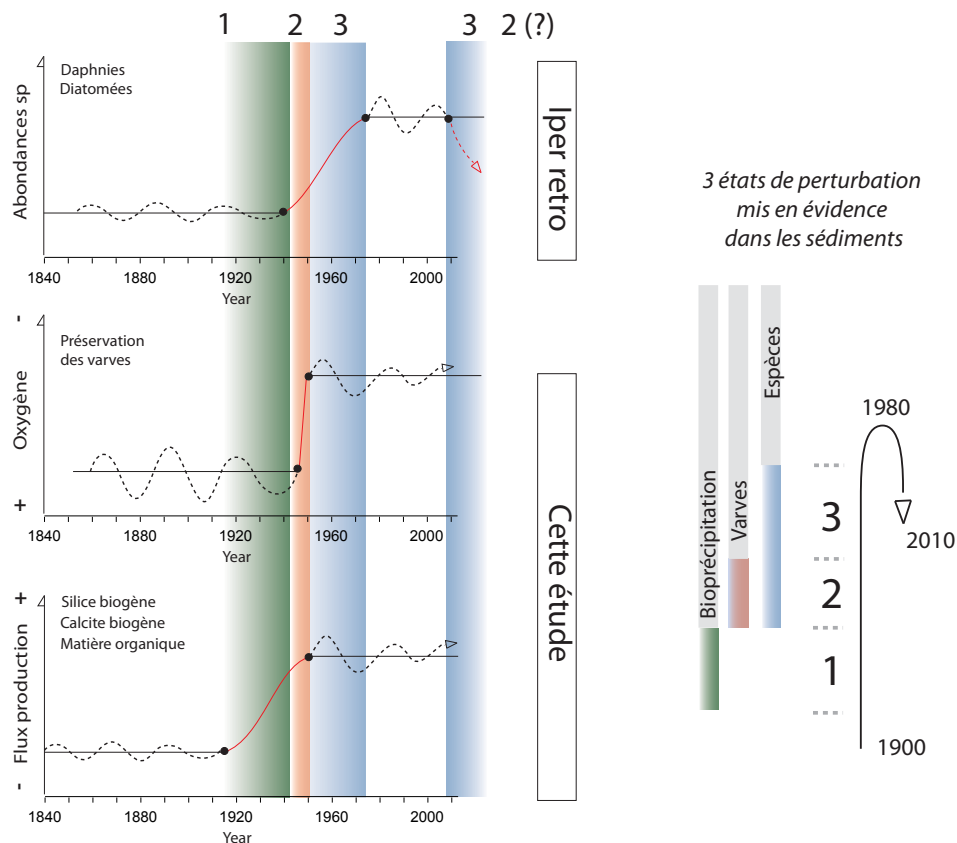 1 2 3 3 2 (?)
Daphnies
Diatomées
4
Abondances sp
1840 1880 1920 1960 2000
Year
Iper retro
Préservation
des varves
4
- Oxygène +
1840 1880 1920 1960 2000
Year
Silice biogène
Calcite biogène
Matière organique
4
- Flux production +
1840 1880 1920 1960 2000
Year
Cette étude
3 états de perturbation
mis en évidence
dans les sédiments
Bioprécipitation
Varves
Espèces
3
2
1
1980
2010
1900